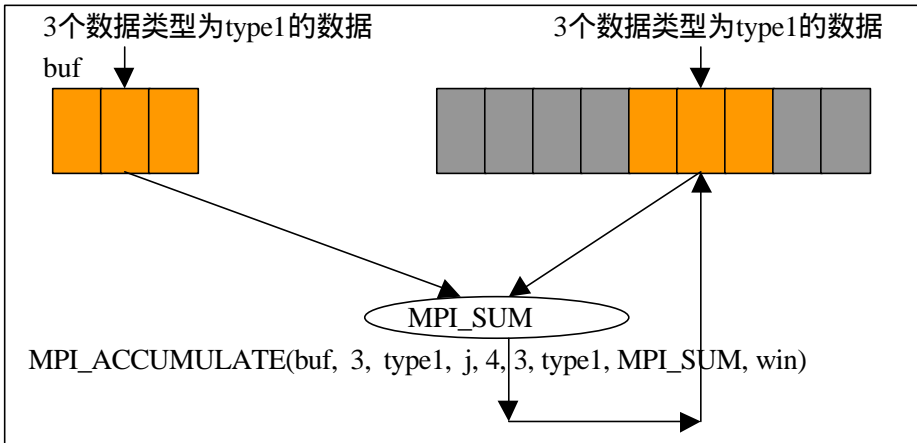 3个数据类型为type1的数据 3个数据类型为type1的数据
buf
MPI_SUM
MPI_ACCUMULATE(buf, 3, type1, j, 4, 3, type1, MPI_SUM, win)